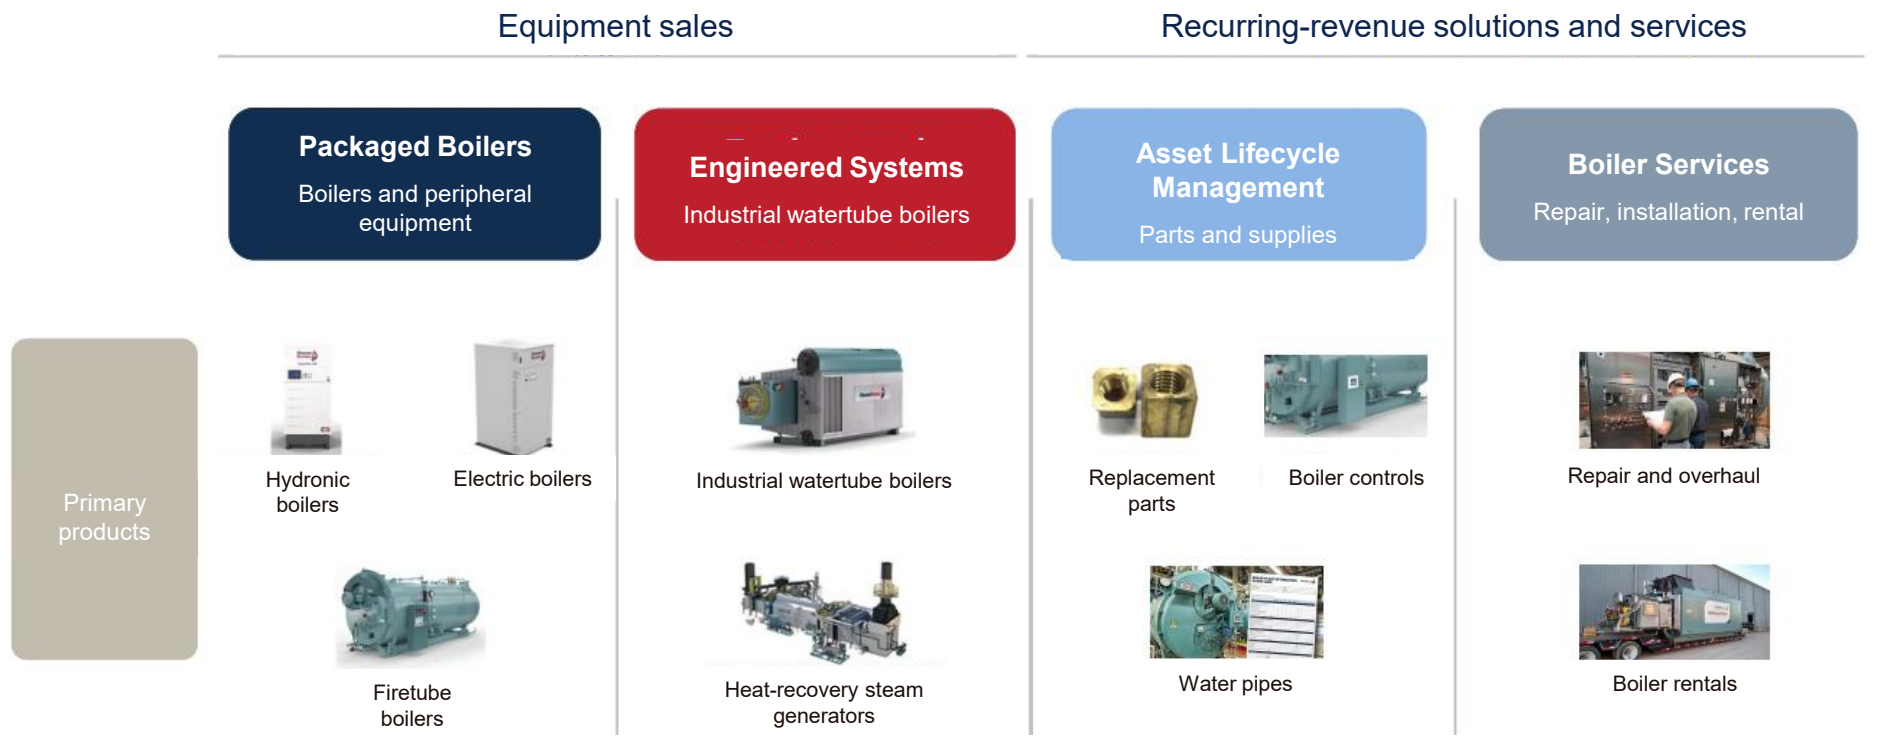 Equipment sales
Recurring-revenue solutions and services
Packaged Boilers
Boilers and peripheral
equipment
Engineered Systems
Industrial watertube boilers
Asset Lifecycle
Management
Parts and supplies
Boiler Services
Repair, installation, rental
Primary
products
Hydronic
boilers
Electric boilers
Industrial watertube boilers
Replacement
parts
Boiler controls
Repair and overhaul
Firetube
boilers
Heat-recovery steam
generators
Water pipes
Boiler rentals